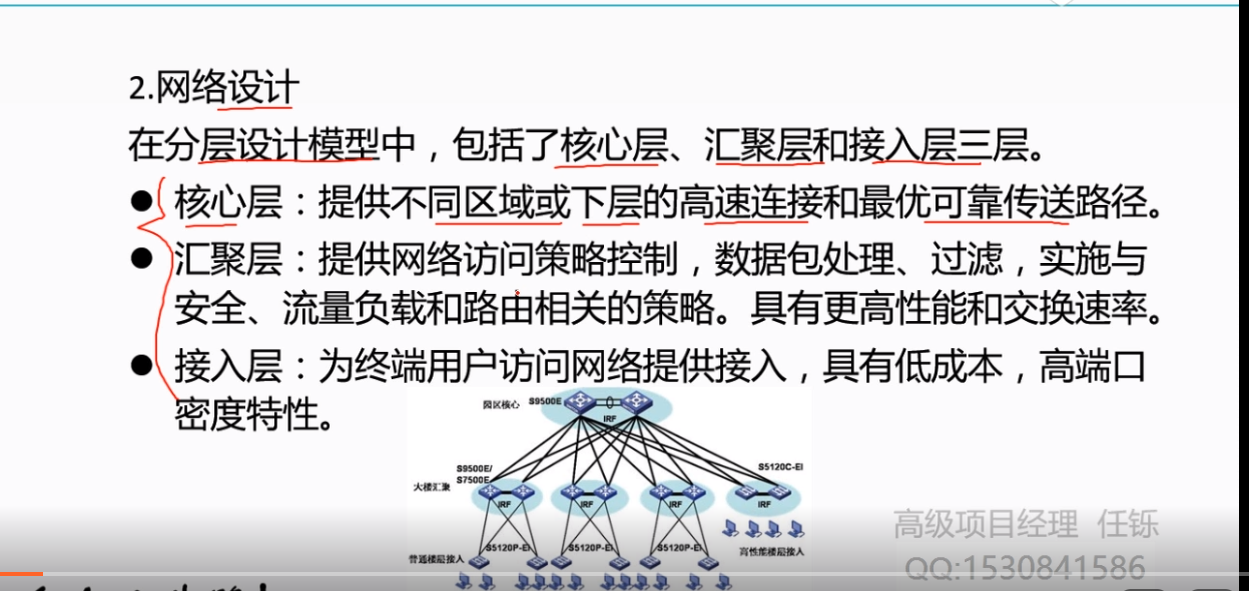 2.网络设计
在分层设计模型中，包括了核心层、汇聚层和接入层三层。
● 核心层：提供不同区域或下层的高速连接和最优可靠传送路径。
● 汇聚层：提供网络访问策略控制，数据包处理、过滤，实施与
安全、流量负载和路由相关的策略。具有更高性能和交换速率。
● 接入层：为终端用户访问网络提供接入，具有低成本，高端口
密度特性。
园区核心 S9500E
IRF
S9500E/
S7500E
S5120C-EI
大楼汇聚
IRF IRF IRF IRF
S5120P-EI S5120P-EI S5120P-EI
普通楼层接入
高性能楼层接入
高级项目经理 任铄
QQ:1530841586